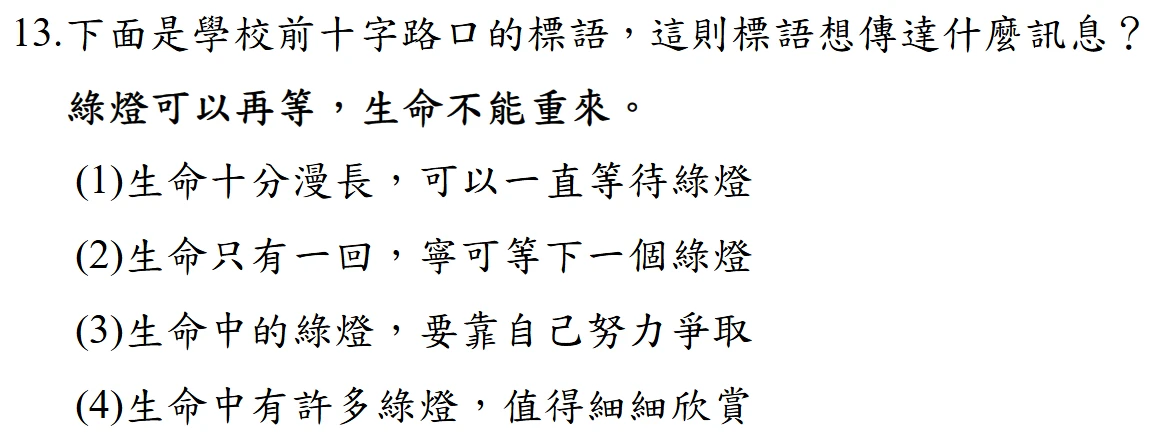 13.下面是學校前十字路口的標語，這則標語想傳達什麼訊息？
綠燈可以再等，生命不能重來。
(1)生命十分漫長，可以一直等待綠燈
(2)生命只有一回，寧可等下一個綠燈
(3)生命中的綠燈，要靠自己努力爭取
(4)生命中有許多綠燈，值得細細欣賞